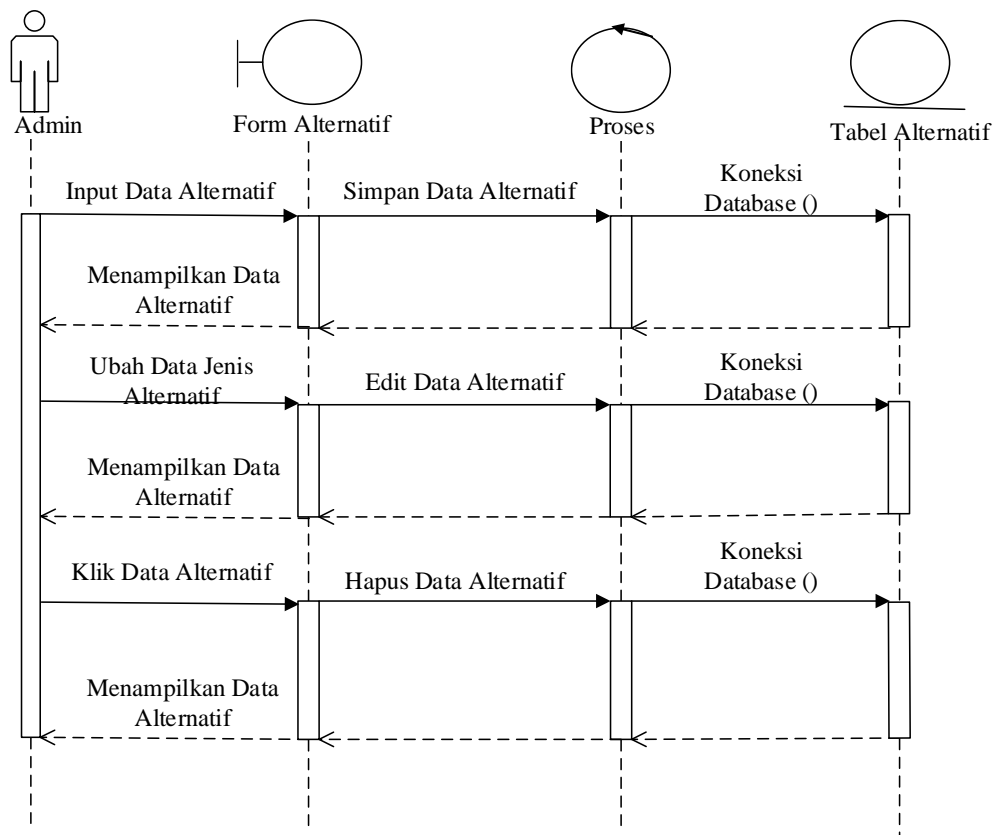 Admin
Form Alternatif
Proses
Tabel Alternatif
Input Data Alternatif
Simpan Data Alternatif
Koneksi
Database ()
Menampilkan Data
Alternatif
Ubah Data Jenis
Alternatif
Edit Data Alternatif
Koneksi
Database ()
Menampilkan Data
Alternatif
Klik Data Alternatif
Hapus Data Alternatif
Koneksi
Database ()
Menampilkan Data
Alternatif